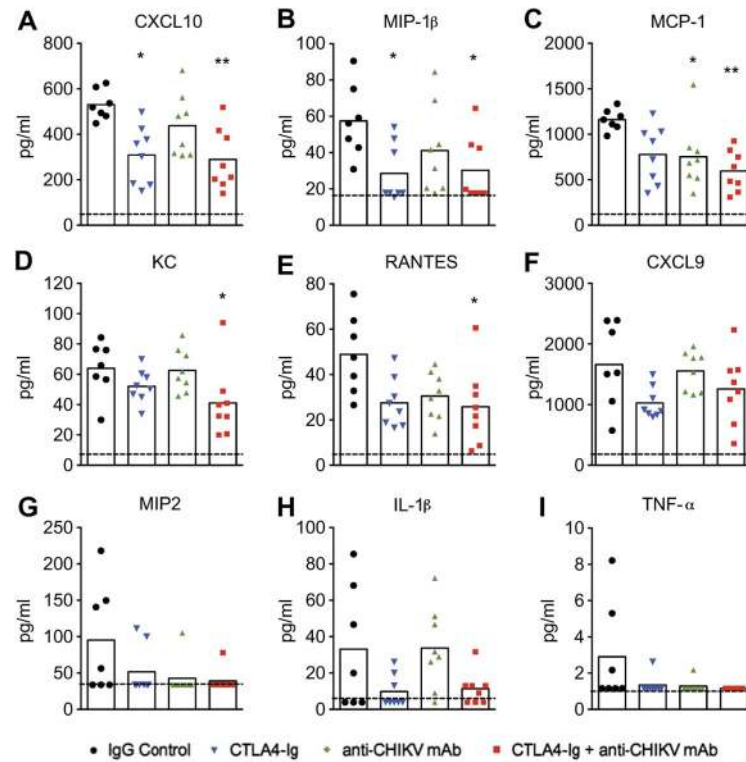 A CXCL10
B MIP-1β
C MCP-1
pg/ml
800
600
400
200
0
* **
pg/ml
100
80
60
40
20
0
* *
pg/ml
2000
1500
1000
500
0
* **
D KC
E RANTES
F CXCL9
pg/ml
120
100
80
60
40
20
0
*
pg/ml
80
60
40
20
0
*
pg/ml
3000
2000
1000
0
G MIP2
H IL-1β
I TNF-α
pg/ml
250
200
150
100
50
0
pg/ml
100
80
60
40
20
0
pg/ml
6
4
2
0
8
10
IgG Control CTLA4-Ig anti-CHIKV mAb CTLA4-Ig + anti-CHIKV mAb